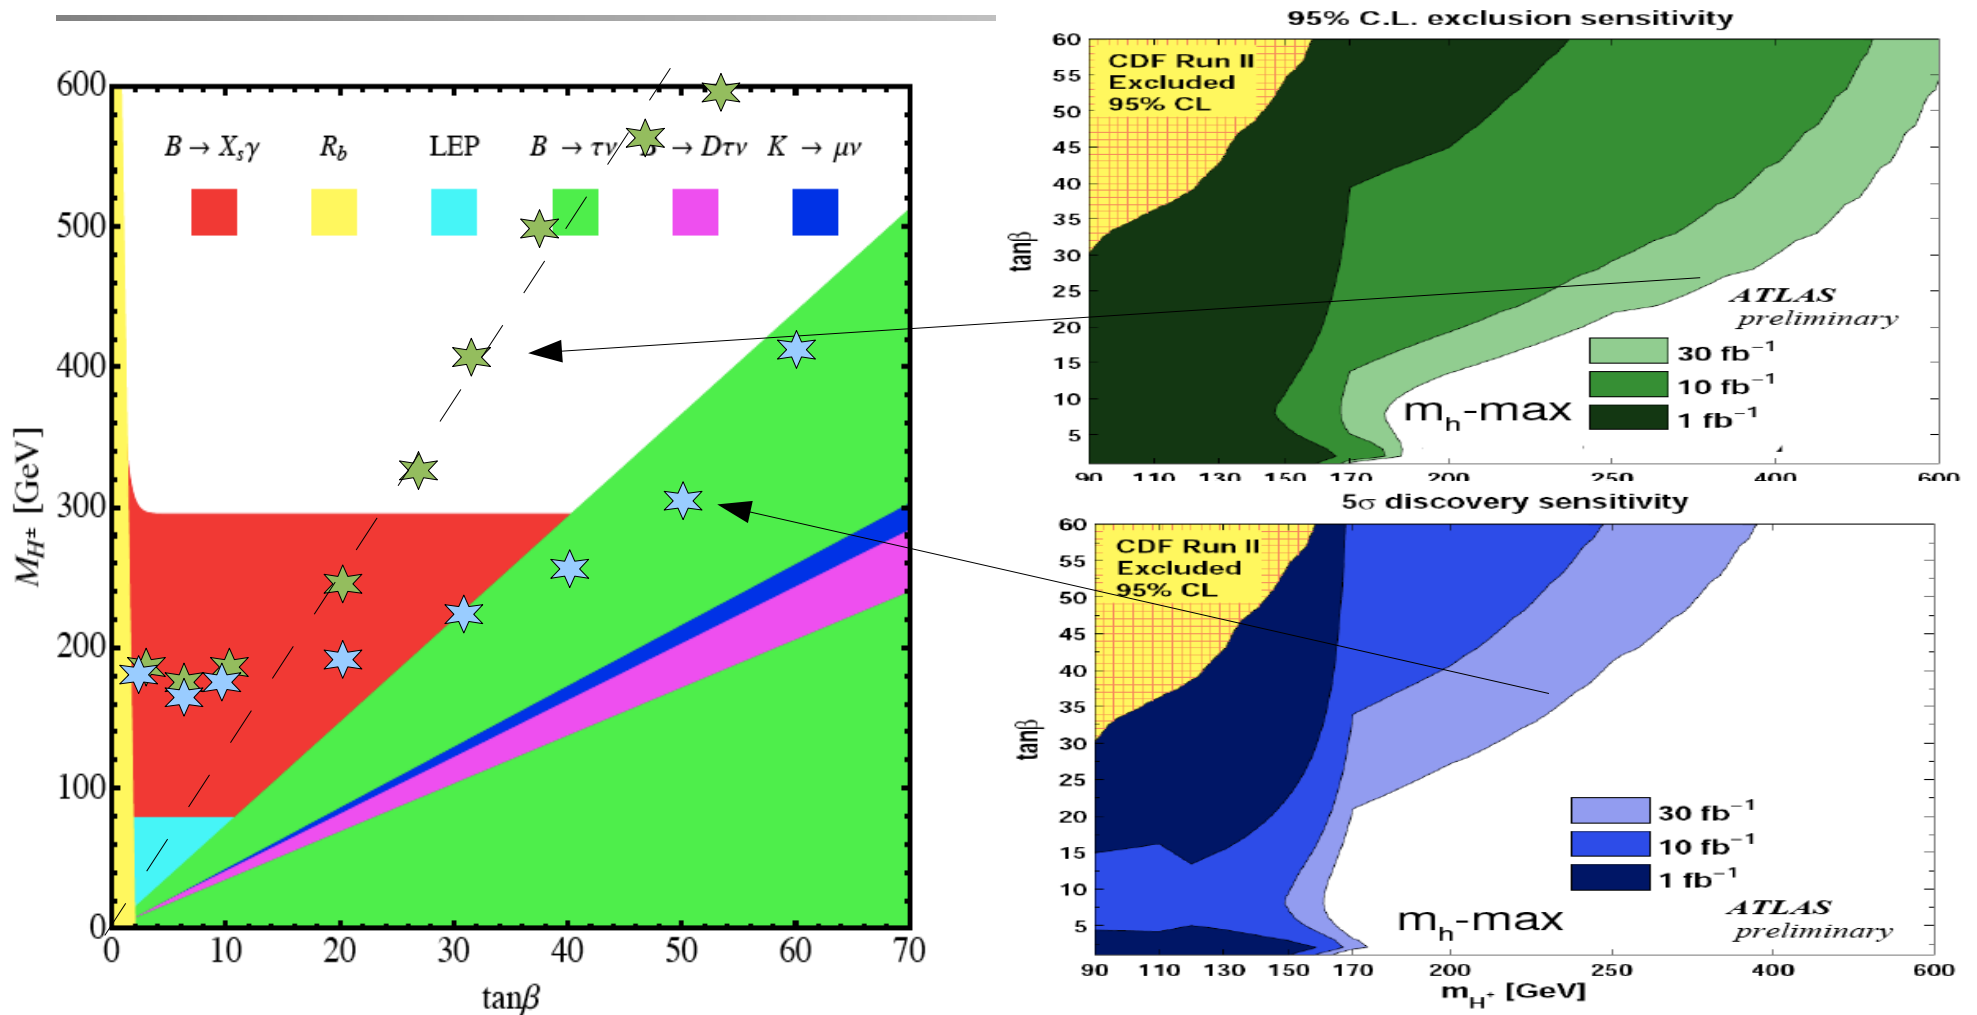 600
500
400
300
200
100
0
M_H± [GeV]
B → X_sγ R_b LEP B → τν → Dτν K → μν
0 10 20 30 40 50 60 70
tanβ
95% C.L. exclusion sensitivity
CDF Run II
Excluded
95% CL
60
55
50
45
40
35
30
25
20
15
10
5
tanβ
ATLAS
preliminary
30 fb⁻¹
10 fb⁻¹
1 fb⁻¹
m_h-max
90 110 130 150 170 200 250 400 600
5σ discovery sensitivity
CDF Run II
Excluded
95% CL
60
55
50
45
40
35
30
25
20
15
10
5
tanβ
30 fb⁻¹
10 fb⁻¹
1 fb⁻¹
ATLAS
preliminary
m_h-max
90 110 130 150 170 200 250 400 600
m_H⁺ [GeV]